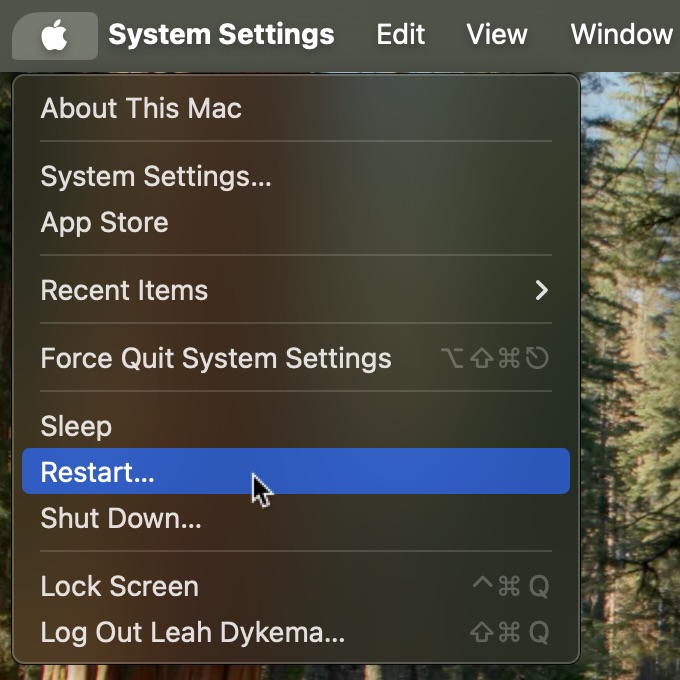 System Settings Edit View Window
About This Mac
System Settings...
App Store
Recent Items
Force Quit System Settings ⌥⇧⌘⎋
Sleep
Restart...
Shut Down...
Lock Screen ^⌘Q
Log Out Leah Dykema... ⇧⌘Q